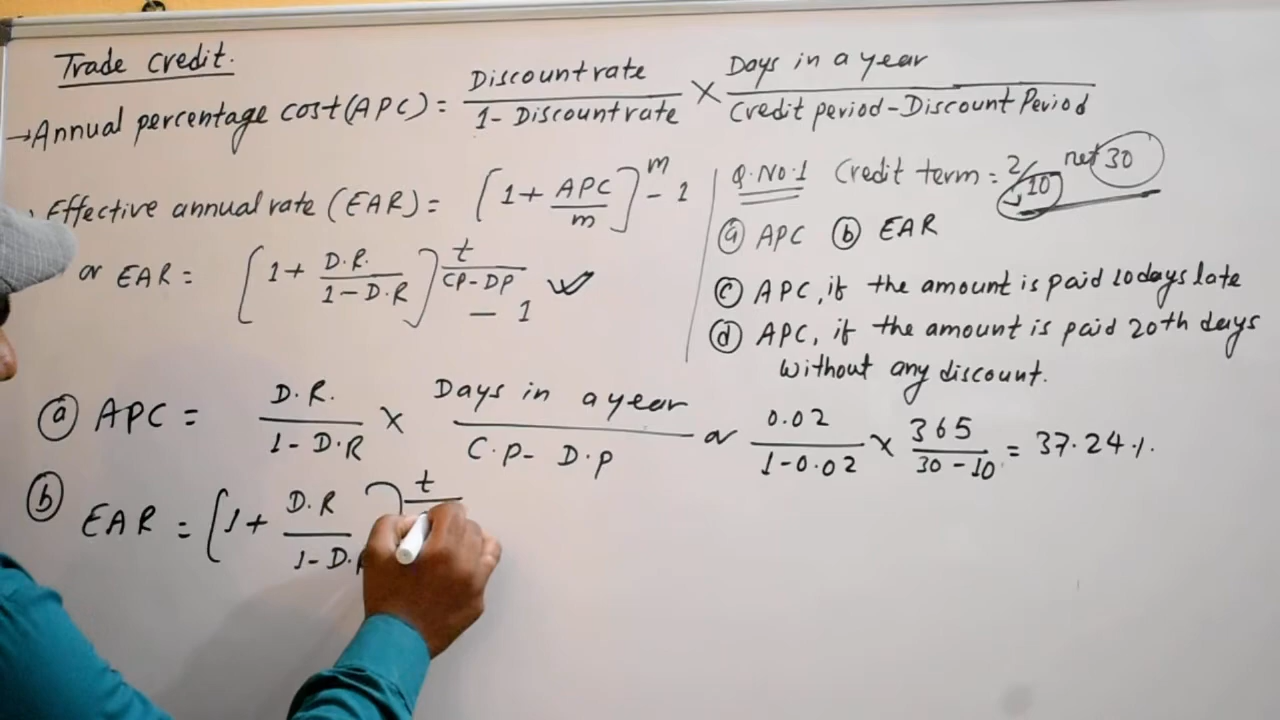 Trade Credit.
→ Annual percentage cost (APC) = Discount rate / 1 - Discount rate × Days in a year / Credit period - Discount Period
Effective annual rate (EAR) = [1 + APC / m]^m - 1
or EAR = [1 + D.R. / 1 - D.R]^(t / CP - DP) - 1
Q.No.1 Credit term = 2/10 net 30
(a) APC (b) EAR
(c) APC, if the amount is paid 10 days late
(d) APC, if the amount is paid 20th days
without any discount.
(a) APC = D.R. / 1 - D.R × Days in a year / C.P - D.P or 0.02 / 1 - 0.02 × 365 / 30 - 10 = 37.24%.
(b) EAR = [1 + D.R / 1 - D.R]^t